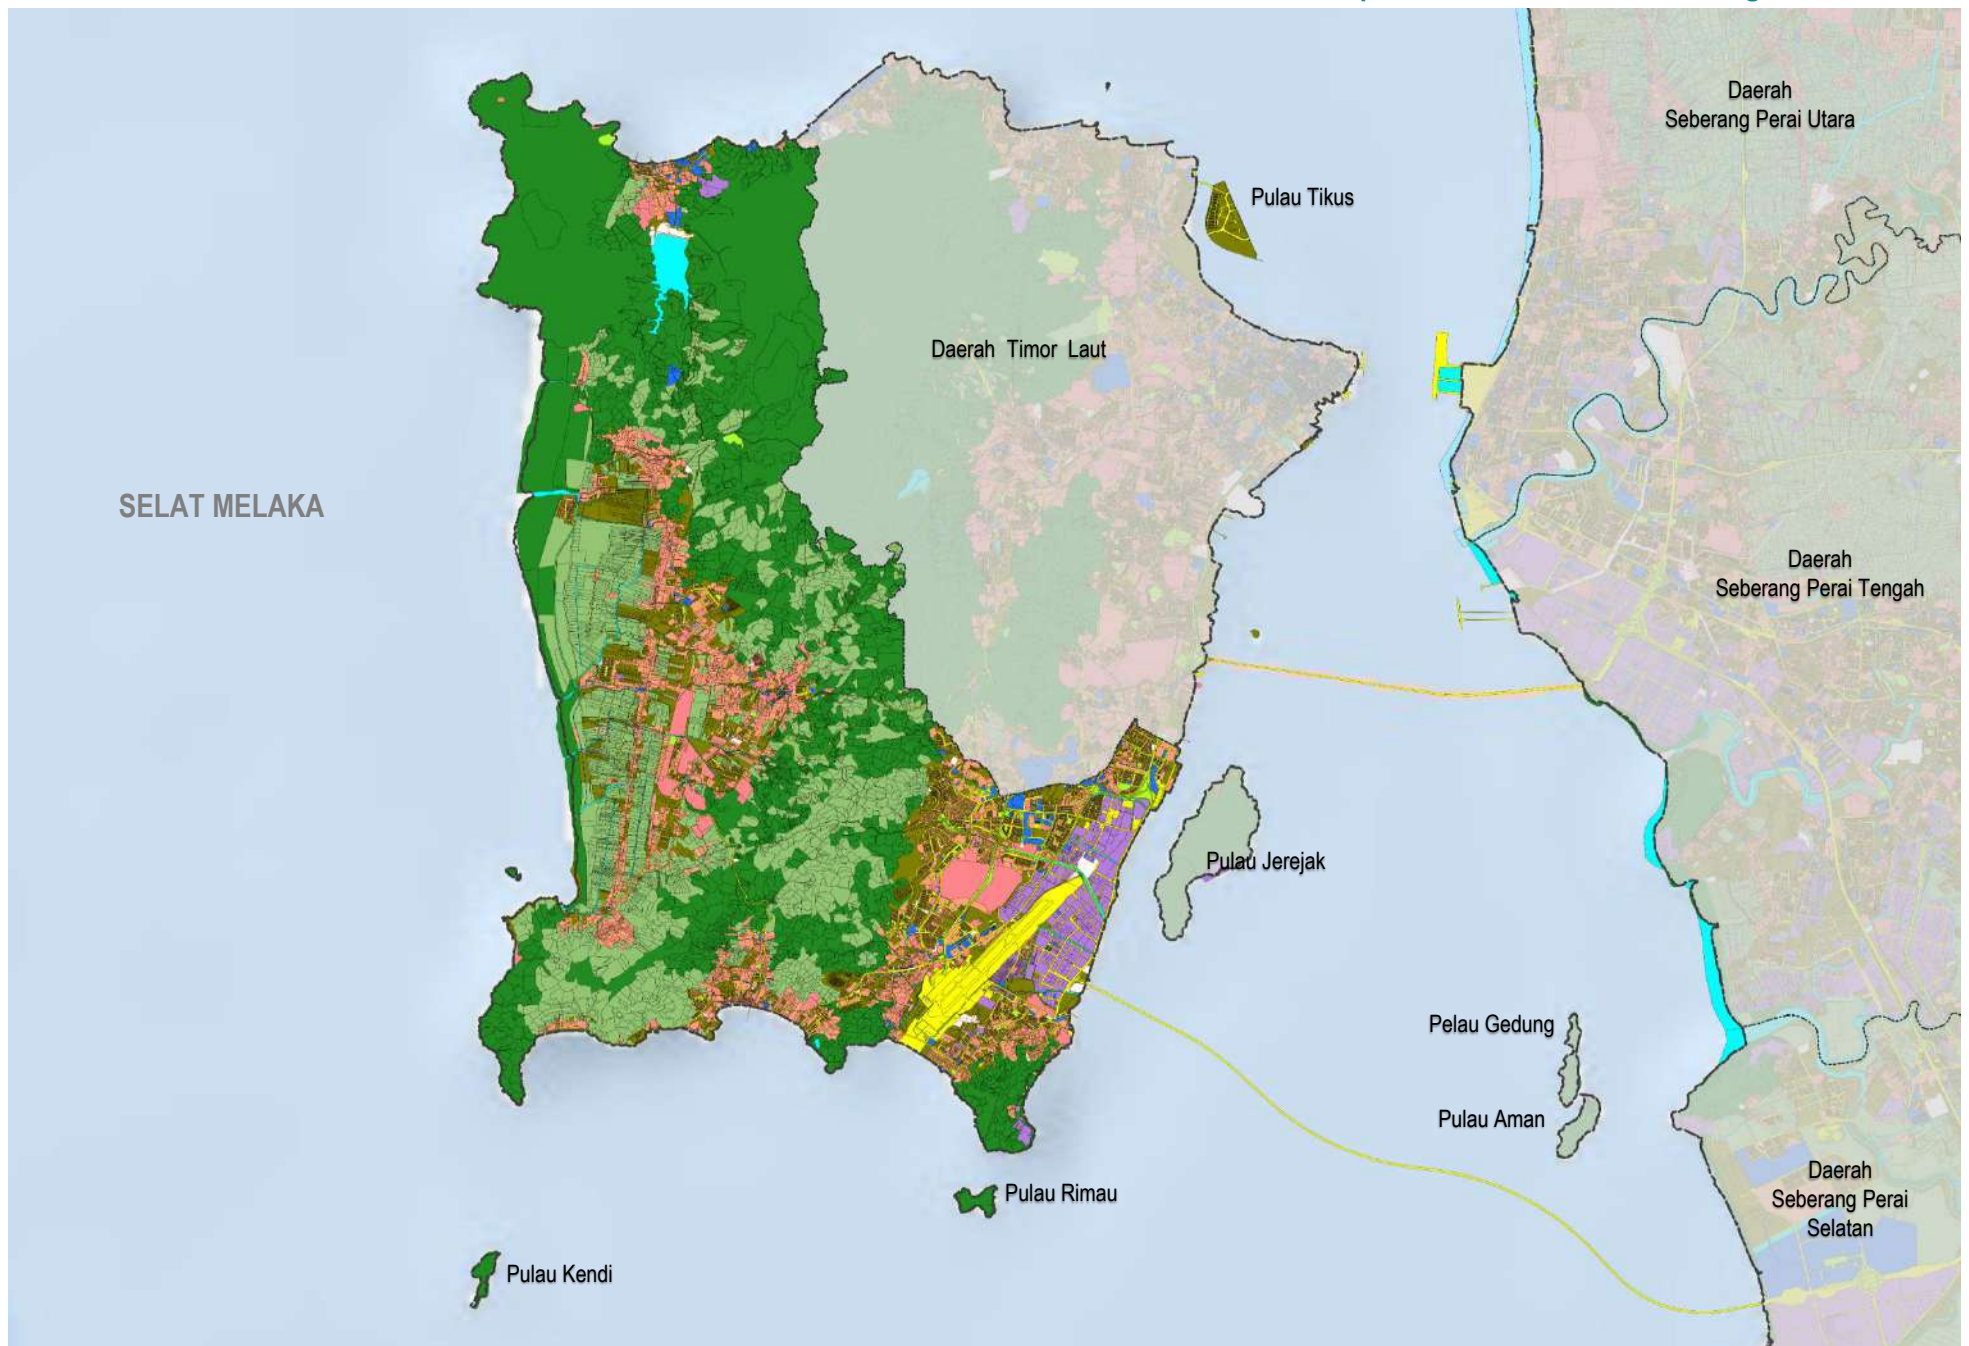 Daerah
Seberang Perai Utara
Pulau Tikus
Daerah Timor Laut
SELAT MELAKA
Daerah
Seberang Perai Tengah
Pulau Jerejak
Pelau Gedung
Pulau Aman
Daerah
Seberang Perai
Selatan
Pulau Rimau
Pulau Kendi